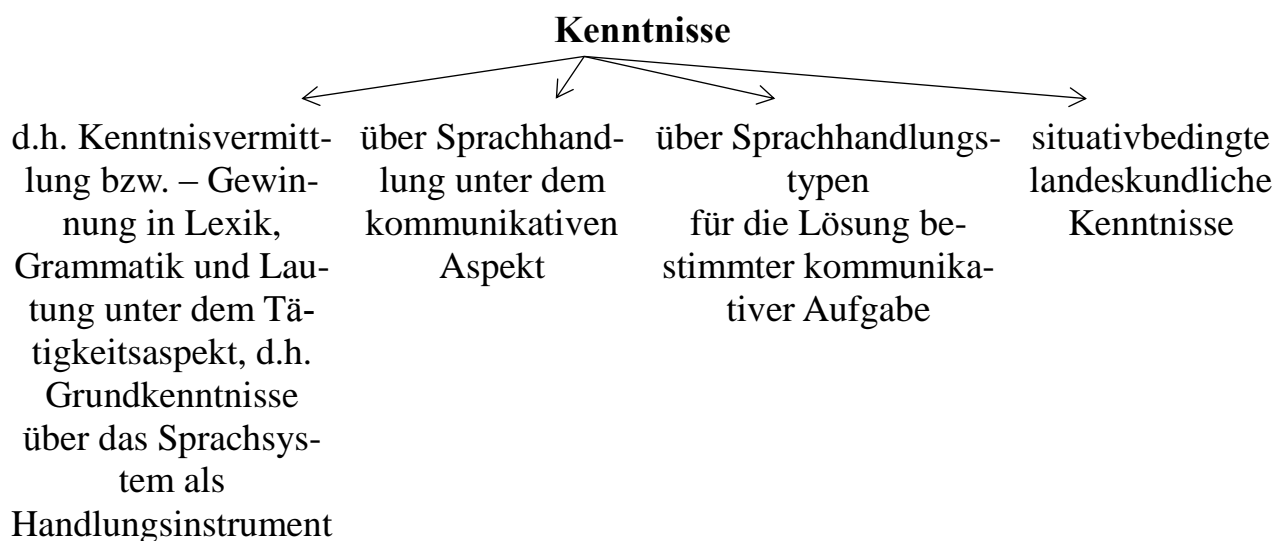 Kenntnisse
d.h. Kenntnisvermitt-
lung bzw. – Gewin-
nung in Lexik,
Grammatik und Lau-
tung unter dem Tä-
tigkeitsaspekt, d.h.
Grundkenntnisse
über das Sprachsys-
tem als
Handlungsinstrument
über Sprachhand-
lung unter dem
kommunikativen
Aspekt
über Sprachhandlungs-
typen
für die Lösung be-
stimmter kommunika-
tiver Aufgabe
situativbedingte
landeskundliche
Kenntnisse